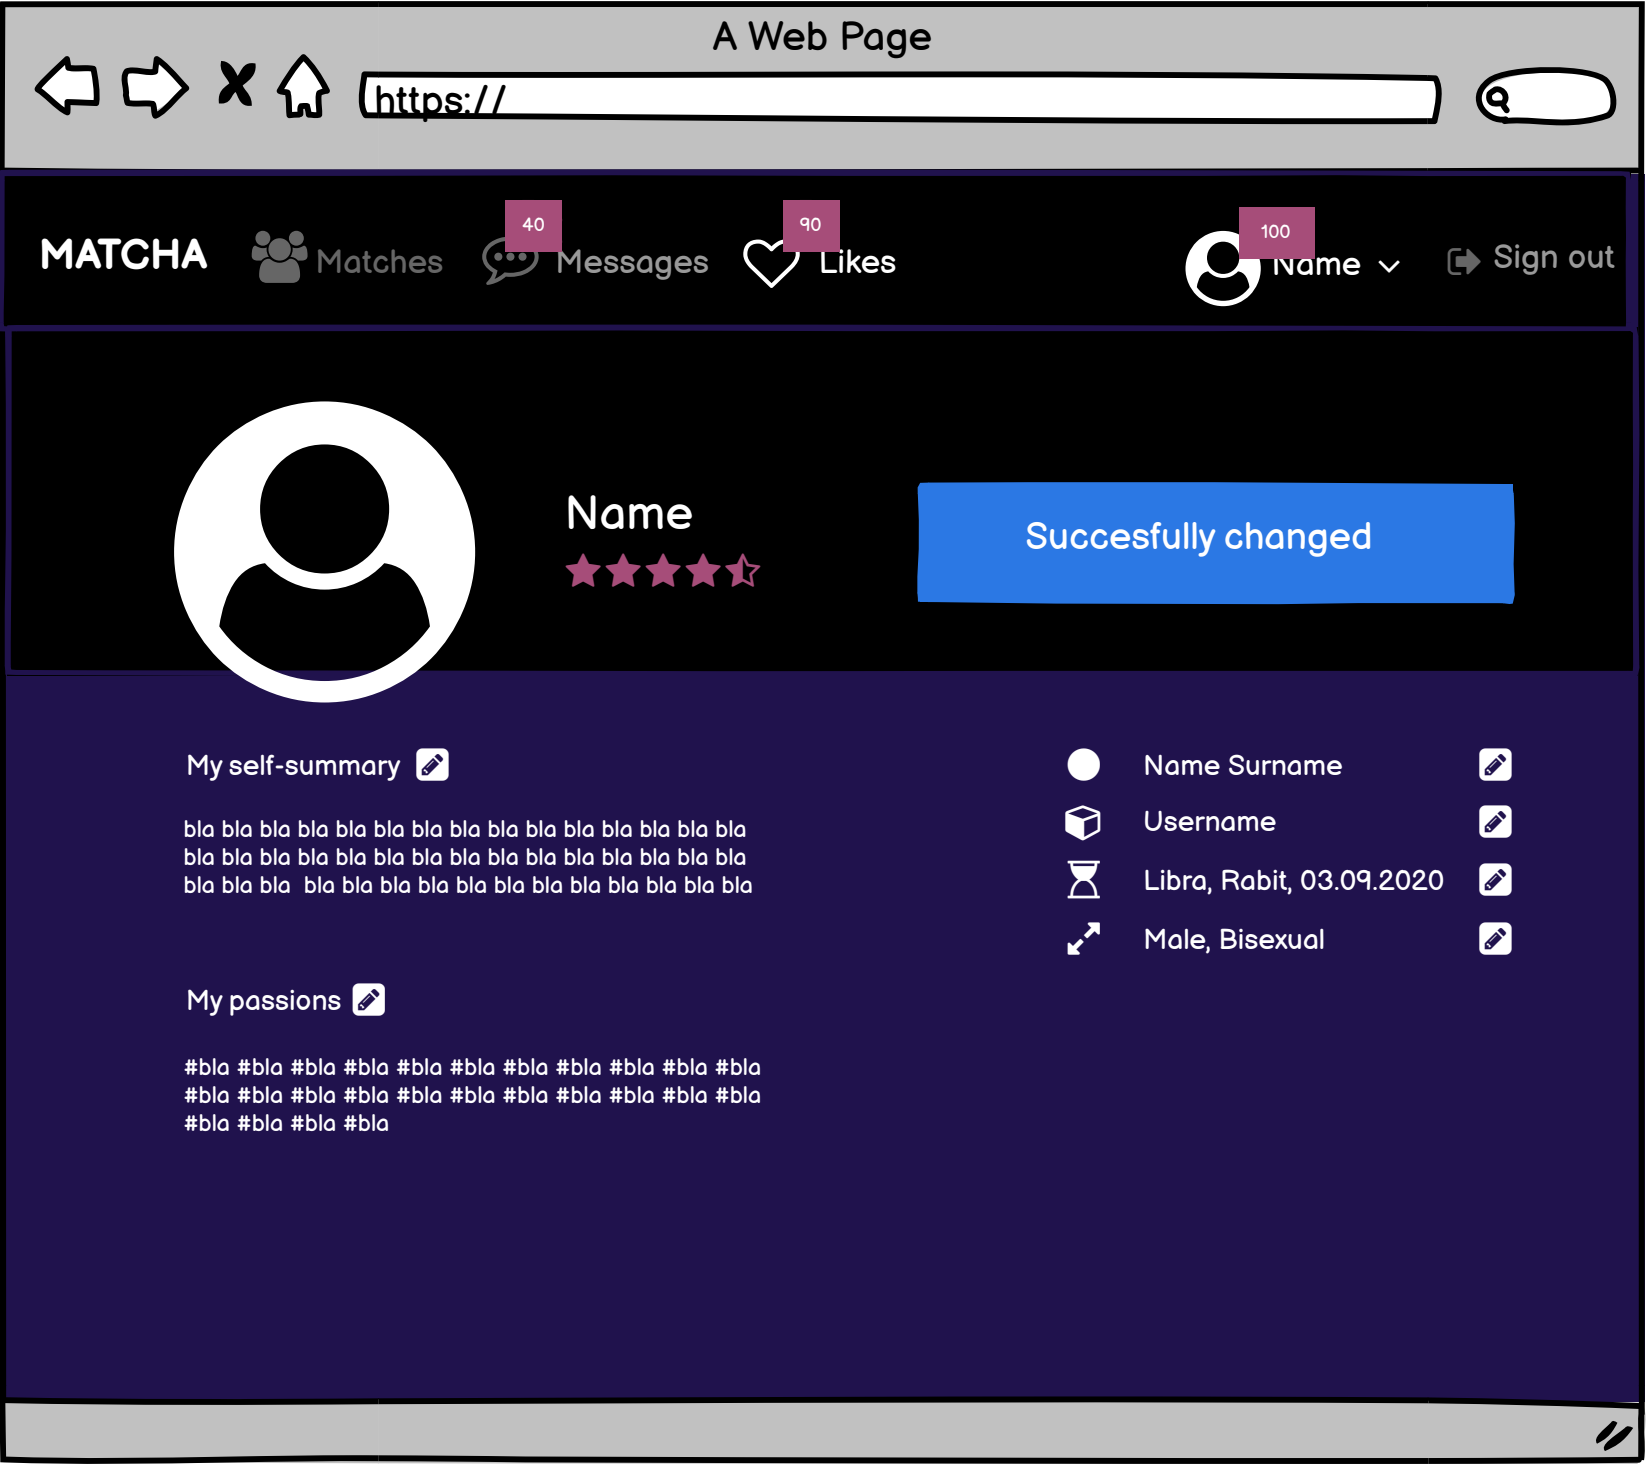 A Web Page
https://
MATCHA
Matches
40
Messages
90
Likes
100
Name
Sign out
Name
Succesfully changed
My self-summary
bla bla bla bla bla bla bla bla bla bla bla bla bla bla bla
bla bla bla bla bla bla bla bla bla bla bla bla bla bla bla
bla bla bla  bla bla bla bla bla bla bla bla bla bla bla bla
Name Surname
Username
Libra, Rabit, 03.09.2020
Male, Bisexual
My passions
#bla #bla #bla #bla #bla #bla #bla #bla #bla #bla #bla
#bla #bla #bla #bla #bla #bla #bla #bla #bla #bla #bla
#bla #bla #bla #bla